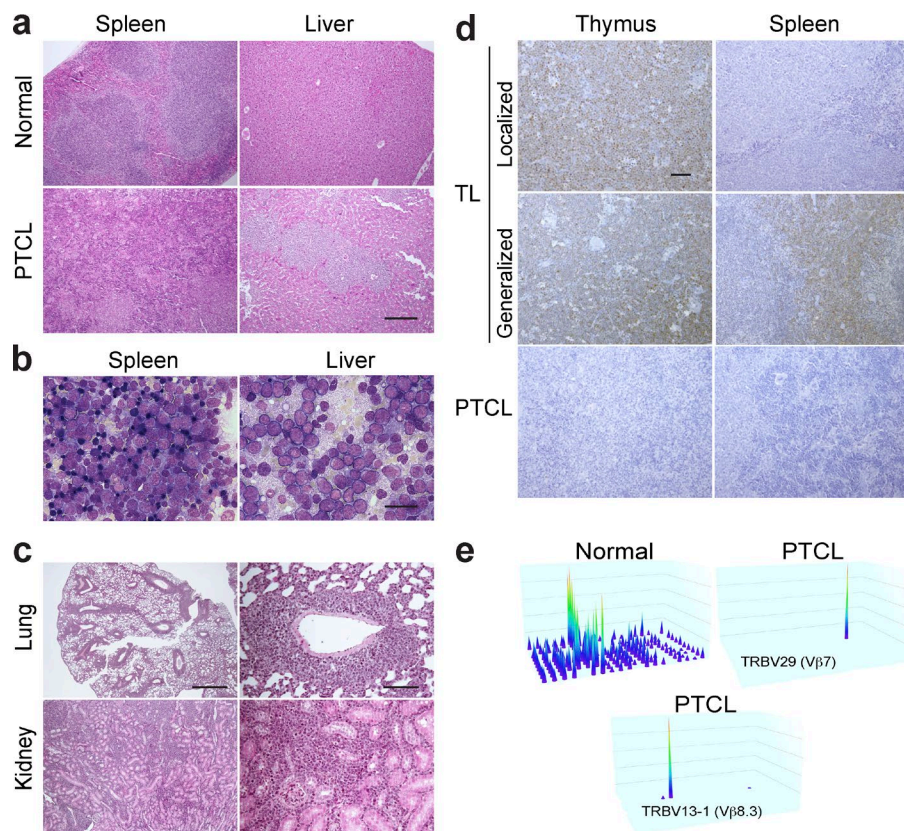 a
Spleen
Liver
Normal
PTCL
b
Spleen
Liver
c
Lung
Kidney
d
Thymus
Spleen
TL
Localized
Generalized
PTCL
e
Normal
PTCL
TRBV29 (Vβ7)
PTCL
TRBV13-1 (Vβ8.3)